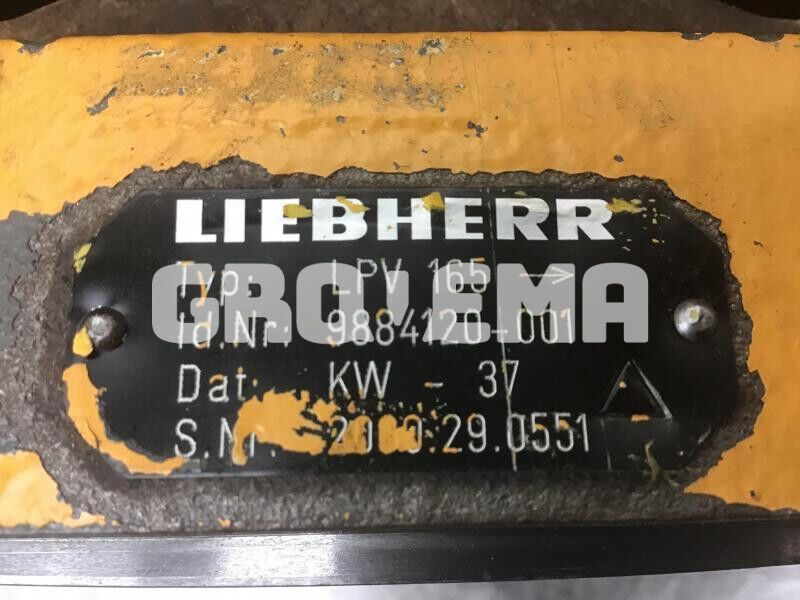 LIEBHERR
Typ: LPV 165 →
GROLEMA
Id.Nr: 9884120-001
Dat: KW - 37
S.Nr.